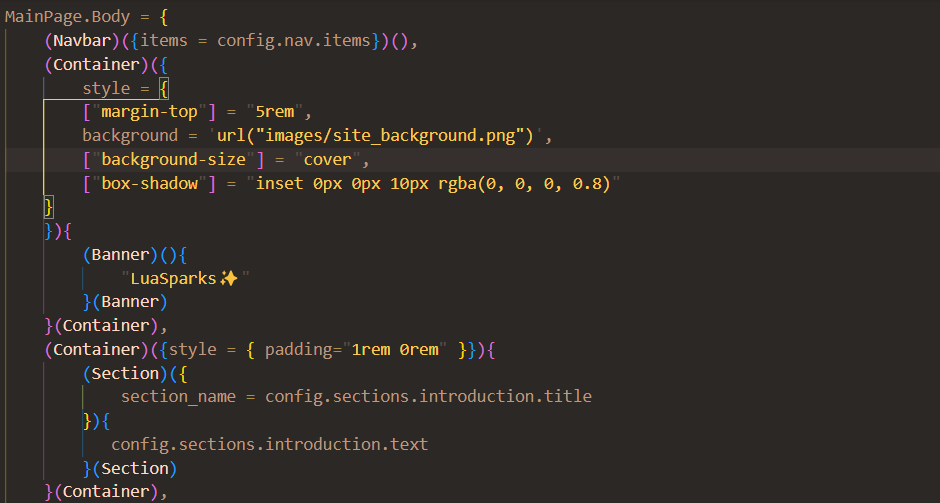 MainPage.Body = {
(Navbar)({items = config.nav.items})(),
(Container)({
style = {
["margin-top"] = "5rem",
background = 'url("images/site_background.png")',
["background-size"] = "cover",
["box-shadow"] = "inset 0px 0px 10px rgba(0, 0, 0, 0.8)"
}
}){
(Banner)(){
"LuaSparks✨"
}(Banner)
}(Container),
(Container)({style = { padding="1rem 0rem" }}){
(Section)({
section_name = config.sections.introduction.title
}){
config.sections.introduction.text
}(Section)
}(Container),